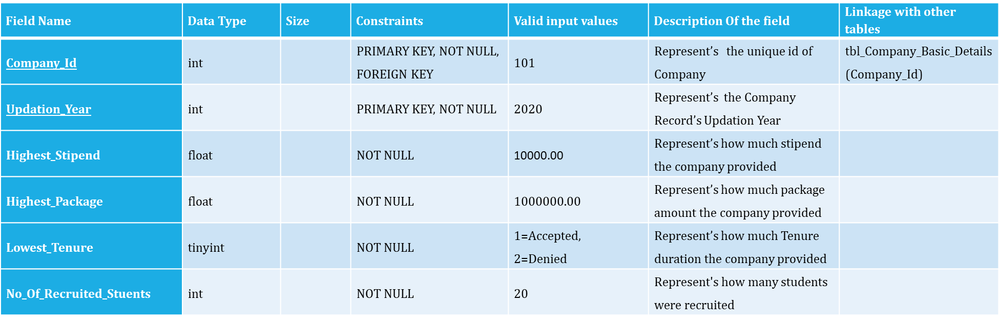 Field Name Data Type Size Constraints Valid input values Description Of the field Linkage with other
tables
Company_Id int PRIMARY KEY, NOT NULL,
FOREIGN KEY 101 Represent’s the unique id of
Company tbl_Company_Basic_Details
(Company_Id)
Updation_Year int PRIMARY KEY, NOT NULL 2020 Represent’s the Company
Record’s Updation Year
Highest_Stipend float NOT NULL 10000.00 Represent’s how much stipend
the company provided
Highest_Package float NOT NULL 1000000.00 Represent’s how much package
amount the company provided
Lowest_Tenure tinyint NOT NULL 1=Accepted,
2=Denied Represent’s how much Tenure
duration the company provided
No_Of_Recruited_Stuents int NOT NULL 20 Represent's how many students
were recruited